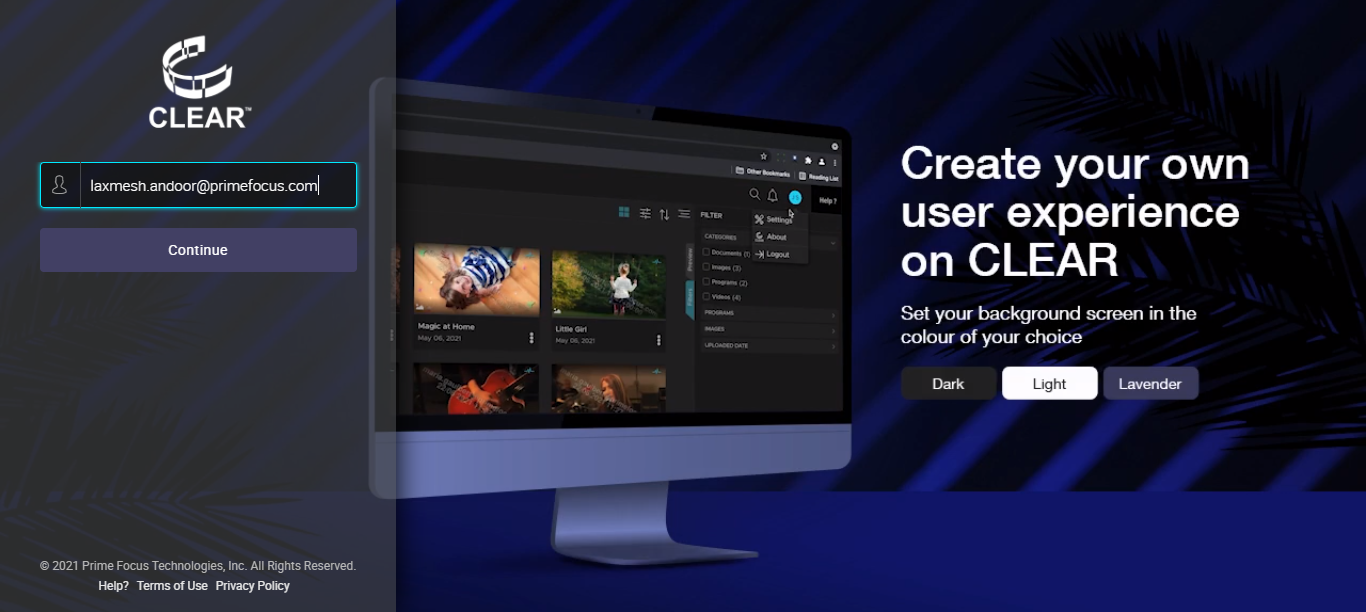 CLEAR™
laxmesh.andoor@primefocus.com
Continue
© 2021 Prime Focus Technologies, Inc. All Rights Reserved.
Help? Terms of Use Privacy Policy
Other Bookmarks Reading List
Help ?
FILTER
Settings
About
Logout
CATEGORIES
Documents (1)
Images (3)
Programs (2)
Videos (4)
PROGRAMS
IMAGES
UPLOADED DATE
Preview
Filters
Magic at Home
May 06, 2021
Little Girl
May 06, 2021
Create your own
user experience
on CLEAR
Set your background screen in the
colour of your choice
Dark Light Lavender